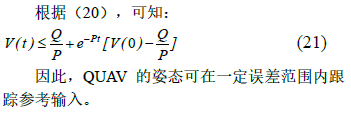 根据（20），可知：
V(t) ≤ Q/P + e^{-Pt}[V(0) − Q/P] (21)
因此，QUAV 的姿态可在一定误差范围内跟
踪参考输入。